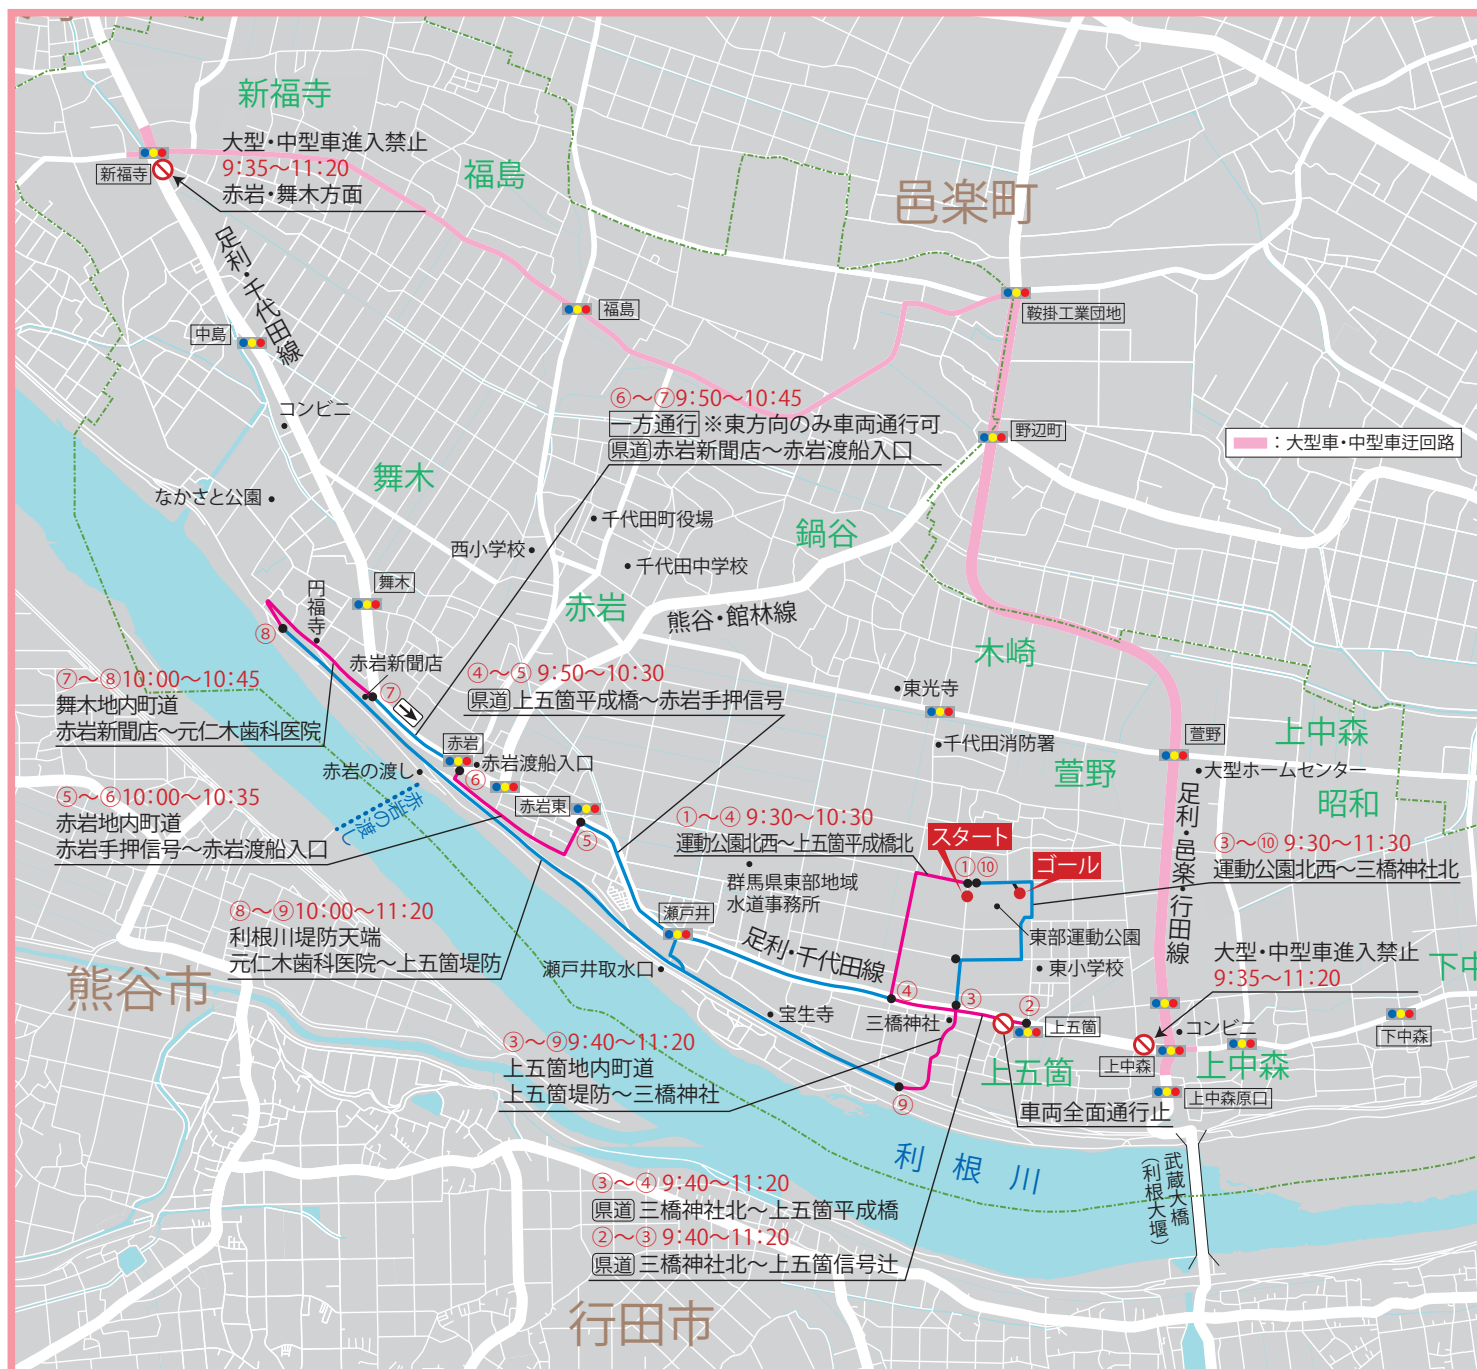 新福寺
大型・中型車進入禁止
9:35～11:20
赤岩・舞木方面
新福寺
福島
邑楽町
足利・千代田線
中島
福島
鞍掛工業団地
コンビニ
⑥～⑦9:50～10:45
一方通行 ※東方向のみ車両通行可
県道 赤岩新聞店～赤岩渡船入口
野辺町
：大型車・中型車迂回路
舞木
なかさと公園
千代田町役場
鍋谷
西小学校
千代田中学校
舞木
円福寺
赤岩
熊谷・館林線
⑧
赤岩新聞店
木崎
⑦～⑧10:00～10:45
舞木地内町道
赤岩新聞店～元仁木歯科医院
⑦
④～⑤ 9:50～10:30
県道 上五箇平成橋～赤岩手押信号
東光寺
千代田消防署
萱野
上中森
赤岩
赤岩渡船入口
⑥
赤岩の渡し
赤岩の渡し
萱野
大型ホームセンター
昭和
⑤～⑥10:00～10:35
赤岩地内町道
赤岩手押信号～赤岩渡船入口
赤岩東
⑤
①～④ 9:30～10:30
運動公園北西～上五箇平成橋北
スタート
①⑩
ゴール
足利・邑楽・行田線
③～⑩ 9:30～11:30
運動公園北西～三橋神社北
群馬県東部地域
水道事務所
⑧～⑨10:00～11:20
利根川堤防天端
元仁木歯科医院～上五箇堤防
瀬戸井
瀬戸井取水口
足利・千代田線
東部運動公園
東小学校
大型・中型車進入禁止
9:35～11:20
下中
熊谷市
④
③
②
宝生寺
三橋神社
上五箇
コンビニ
下中森
上中森
上中森
上五箇
③～⑨9:40～11:20
上五箇地内町道
上五箇堤防～三橋神社
⑨
車両全面通行止
上中森原口
利根川
武蔵大橋
（利根大堰）
③～④ 9:40～11:20
県道 三橋神社北～上五箇平成橋
②～③ 9:40～11:20
県道 三橋神社北～上五箇信号辻
行田市